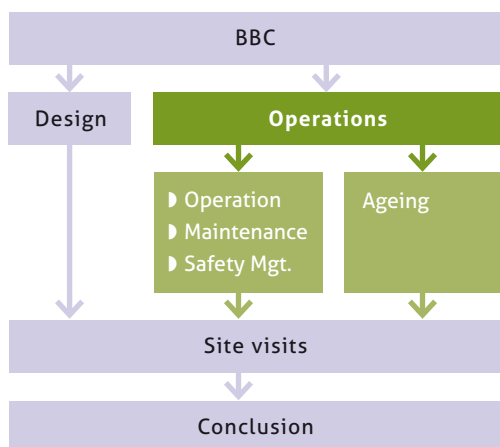 BBC
Design
Operations
Operation
Maintenance
Safety Mgt.
Ageing
Site visits
Conclusion